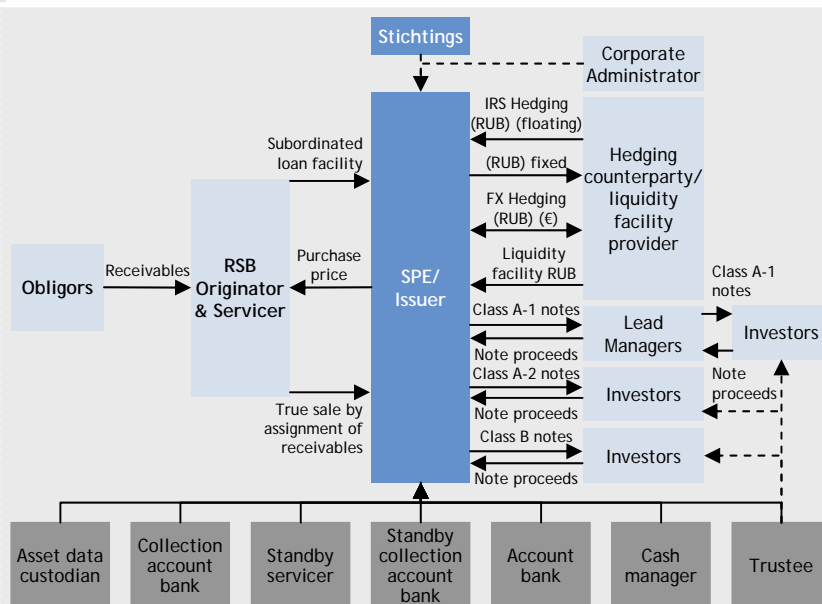 Stichtings
Corporate
Administrator
IRS Hedging
(RUB) (floating)
(RUB) fixed
FX Hedging
(RUB) (€)
Liquidity
facility RUB
Hedging
counterparty/
liquidity
facility
provider
Subordinated
loan facility
Obligors
Receivables
RSB
Originator
& Servicer
Purchase
price
SPE/
Issuer
True sale by
assignment of
receivables
Class A-1 notes
Note proceeds
Lead
Managers
Class A-1
notes
Investors
Note
proceeds
Class A-2 notes
Note proceeds
Investors
Class B notes
Note proceeds
Investors
Asset data
custodian
Collection
account
bank
Standby
servicer
Standby
collection
account
bank
Account
bank
Cash
manager
Trustee